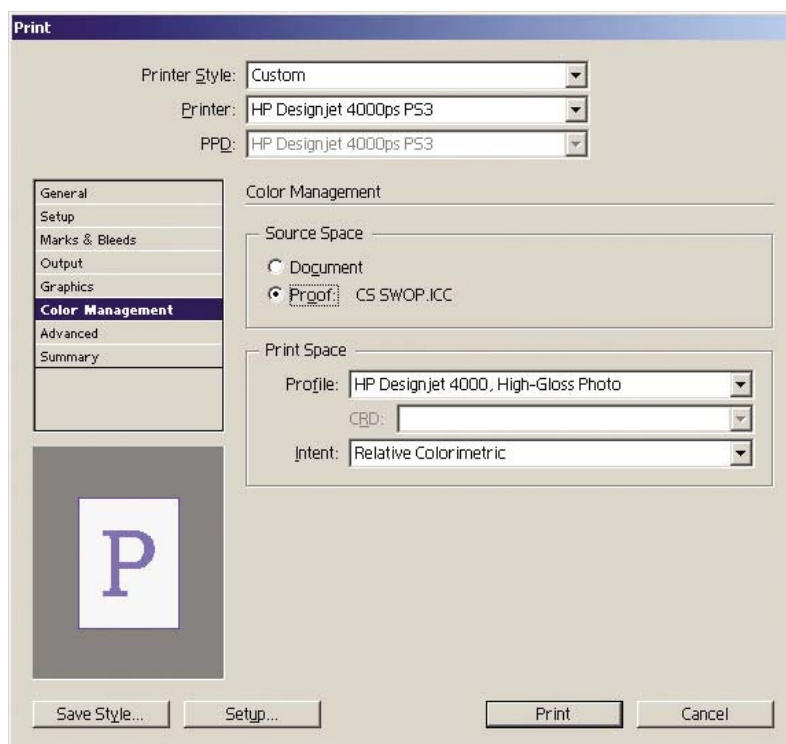 Print
Printer Style: Custom
Printer: HP Designjet 4000ps PS3
PPD: HP Designjet 4000ps PS3
General
Setup
Marks & Bleeds
Output
Graphics
Color Management
Advanced
Summary
Color Management
Source Space
Document
Proof: CS SWOP.ICC
Print Space
Profile: HP Designjet 4000, High-Gloss Photo
CRD:
Intent: Relative Colorimetric
P
Save Style... Setup... Print Cancel